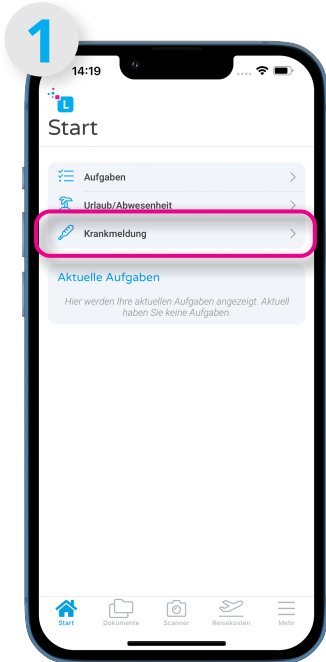 1
14:19
L
Start
Aufgaben
Urlaub/Abwesenheit
Krankmeldung
Aktuelle Aufgaben
Hier werden Ihre aktuellen Aufgaben angezeigt. Aktuell
haben Sie keine Aufgaben.
Start Dokumente Scanner Reisekosten Mehr